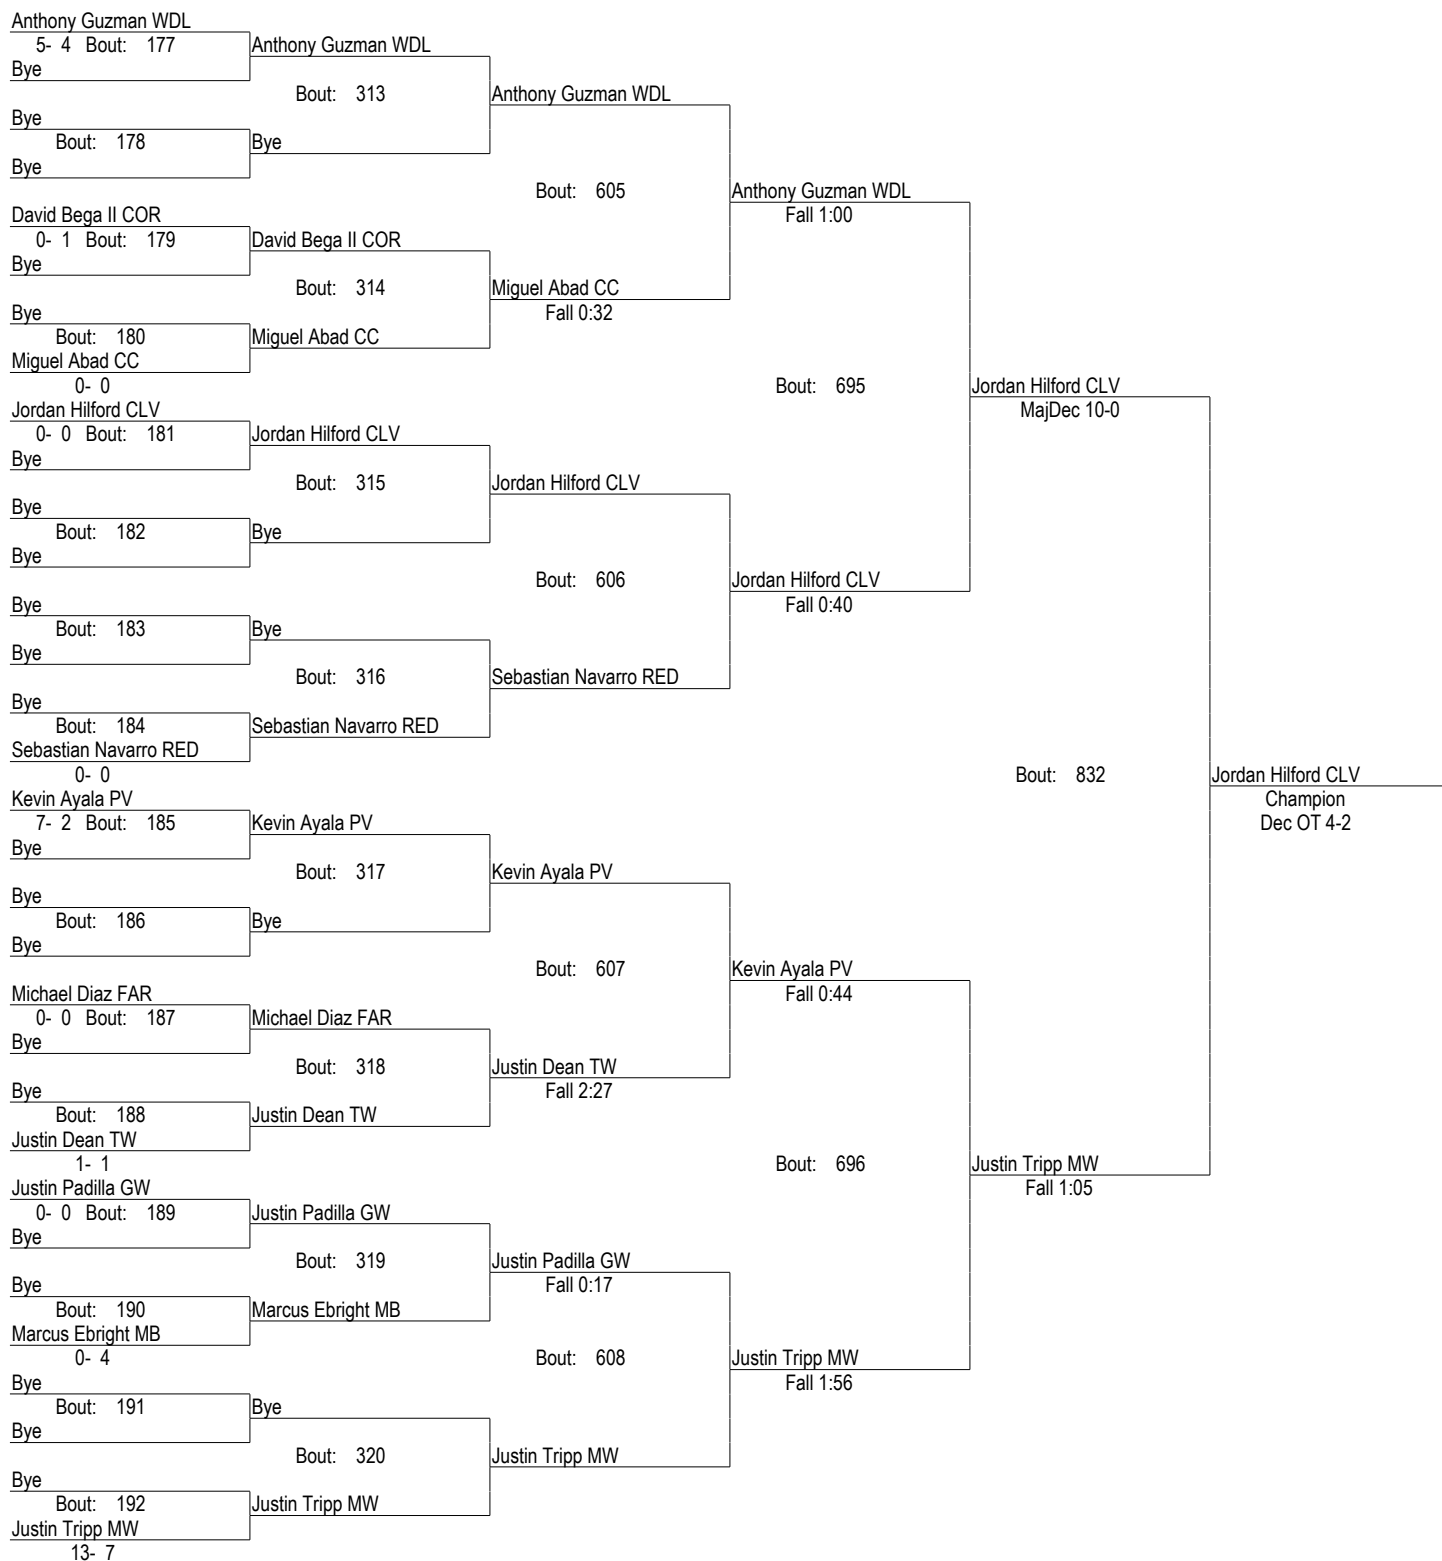 Anthony Guzman WDL
5- 4 Bout: 177 Anthony Guzman WDL
Bye
Bout: 313 Anthony Guzman WDL
Bye
Bout: 178 Bye
Bye
Bout: 605 Anthony Guzman WDL
David Bega II COR Fall 1:00
0- 1 Bout: 179 David Bega II COR
Bye
Bout: 314 Miguel Abad CC
Bye Fall 0:32
Bout: 180 Miguel Abad CC
Miguel Abad CC
0- 0 Bout: 695 Jordan Hilford CLV
Jordan Hilford CLV MajDec 10-0
0- 0 Bout: 181 Jordan Hilford CLV
Bye
Bout: 315 Jordan Hilford CLV
Bye
Bout: 182 Bye
Bye
Bout: 606 Jordan Hilford CLV
Bye Fall 0:40
Bout: 183 Bye
Bye
Bout: 316 Sebastian Navarro RED
Bye
Bout: 184 Sebastian Navarro RED
Sebastian Navarro RED
0- 0 Bout: 832 Jordan Hilford CLV
Kevin Ayala PV Champion
7- 2 Bout: 185 Kevin Ayala PV Dec OT 4-2
Bye
Bout: 317 Kevin Ayala PV
Bye
Bout: 186 Bye
Bye
Bout: 607 Kevin Ayala PV
Michael Diaz FAR Fall 0:44
0- 0 Bout: 187 Michael Diaz FAR
Bye
Bout: 318 Justin Dean TW
Bye Fall 2:27
Bout: 188 Justin Dean TW
Justin Dean TW
1- 1 Bout: 696 Justin Tripp MW
Justin Padilla GW Fall 1:05
0- 0 Bout: 189 Justin Padilla GW
Bye
Bout: 319 Justin Padilla GW
Bye Fall 0:17
Bout: 190 Marcus Ebright MB
Marcus Ebright MB
0- 4 Bout: 608 Justin Tripp MW
Bye Fall 1:56
Bout: 191 Bye
Bye
Bout: 320 Justin Tripp MW
Bye
Bout: 192 Justin Tripp MW
Justin Tripp MW
13- 7